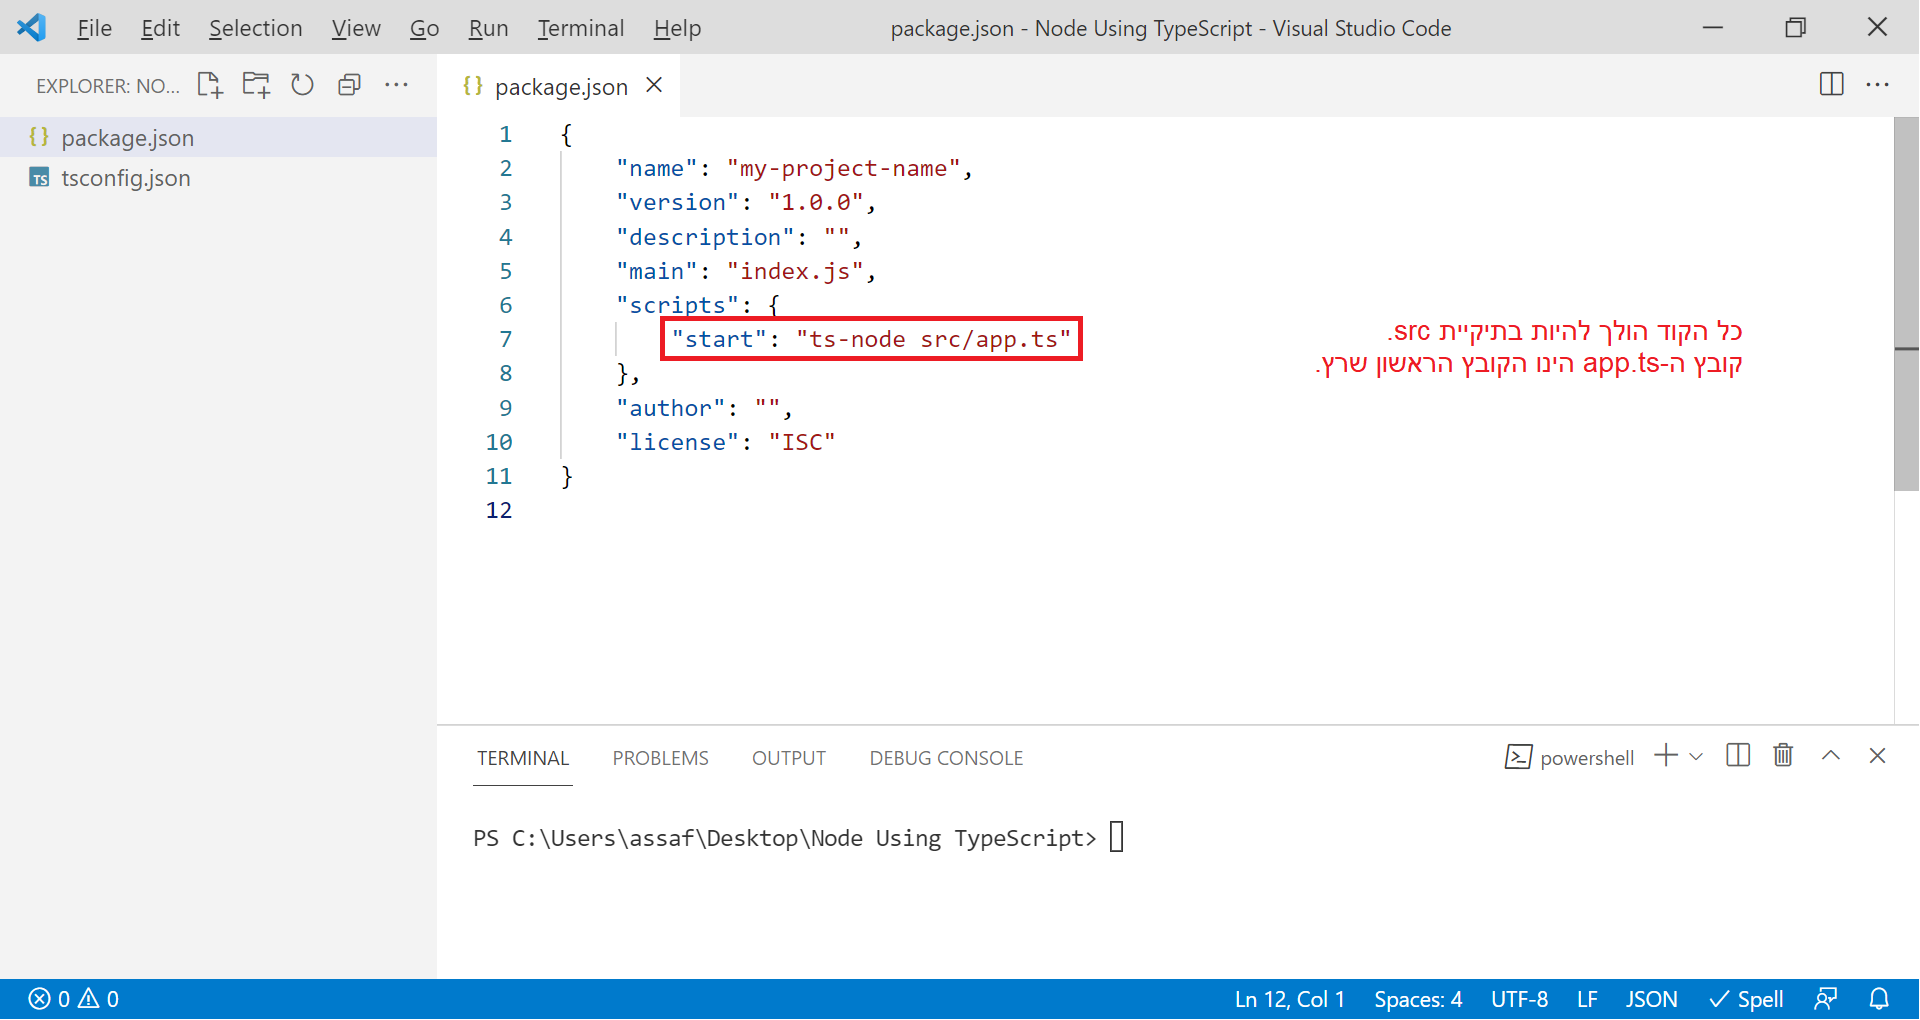 File Edit Selection View Go Run Terminal Help package.json - Node Using TypeScript - Visual Studio Code
EXPLORER: NO...
package.json
tsconfig.json
{ } package.json
1 {
2 "name": "my-project-name",
3 "version": "1.0.0",
4 "description": "",
5 "main": "index.js",
6 "scripts": {
7 "start": "ts-node src/app.ts"
8 },
9 "author": "",
10 "license": "ISC"
11 }
12
כל הקוד הולך להיות בתיקיית src.
קובץ ה-app.ts הינו הקובץ הראשון שרץ.
TERMINAL PROBLEMS OUTPUT DEBUG CONSOLE powershell
PS C:\Users\assaf\Desktop\Node Using TypeScript>
0 0 Ln 12, Col 1 Spaces: 4 UTF-8 LF JSON Spell